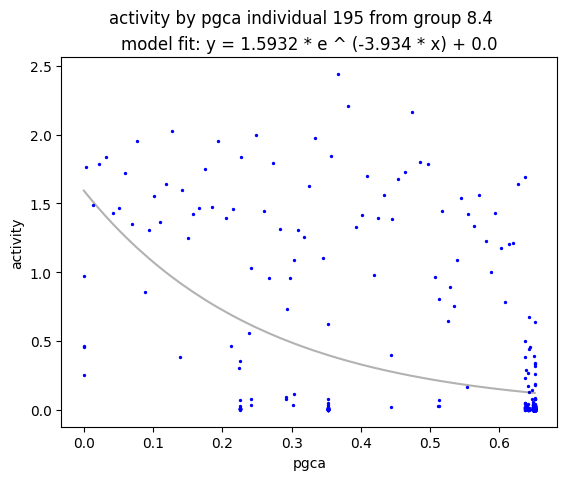 activity by pgca individual 195 from group 8.4
model fit: y = 1.5932 * e ^ (-3.934 * x) + 0.0
2.5
2.0
1.5
1.0
0.5
0.0
activity
0.0 0.1 0.2 0.3 0.4 0.5 0.6
pgca